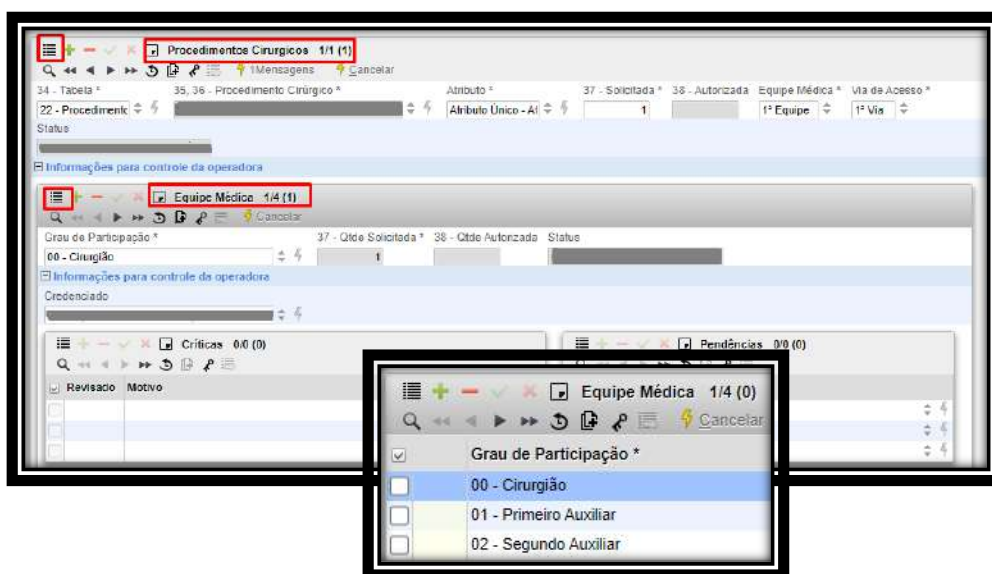 Procedimentos Cirurgicos 1/1 (1)
1Mensagens Cancelar
34 - Tabela * 35, 36 - Procedimento Cirúrgico * Atributo * 37 - Solicitada * 38 - Autorizada Equipe Médica * Via de Acesso *
22 - Procedimento Atributo Único - At 1 1ª Equipe 1ª Via
Status
Informações para controle da operadora
Equipe Médica 1/4 (1)
Cancelar
Grau de Participação * 37 - Qtde Solicitada * 38 - Qtde Autorizada Status
00 - Cirurgião 1
Informações para controle da operadora
Credenciado
Críticas 0/0 (0) Pendências 0/0 (0)
Revisado Motivo
Equipe Médica 1/4 (0)
Cancelar
Grau de Participação *
00 - Cirurgião
01 - Primeiro Auxiliar
02 - Segundo Auxiliar